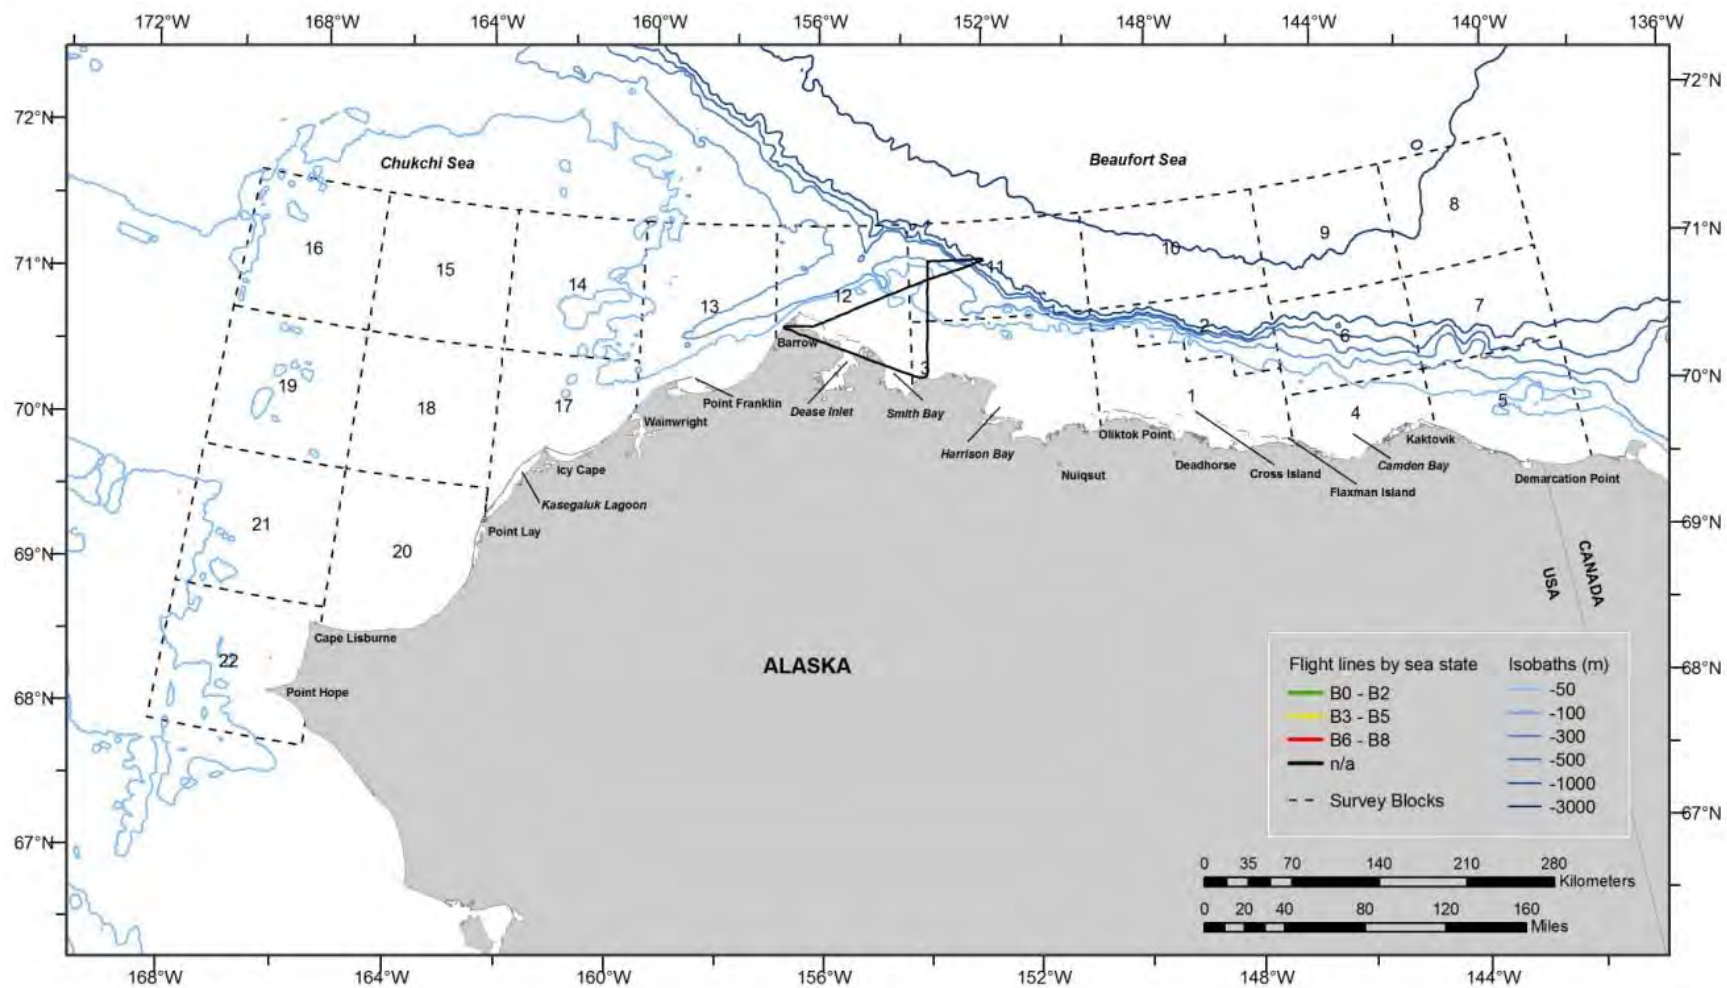 172°W 168°W 164°W 160°W 156°W 152°W 148°W 144°W 140°W 136°W
72°N
72°N
Chukchi Sea
Beaufort Sea
8
9
16
15
10
71°N
71°N
11
14
12
13
7
2
6
Barrow
3
70°N
70°N
19
18
17
Point Franklin
Dease Inlet
Smith Bay
1
4
5
Wainwright
Oliktok Point
Kaktovik
Harrison Bay
Icy Cape
Nuiqsut
Deadhorse
Cross Island
Camden Bay
Flaxman Island
Demarcation Point
Kasegaluk Lagoon
21
20
Point Lay
69°N
69°N
USA
CANADA
Cape Lisburne
22
Point Hope
ALASKA
68°N
68°N
67°N
67°N
Flight lines by sea state
B0 - B2
B3 - B5
B6 - B8
n/a
Survey Blocks
Isobaths (m)
-50
-100
-300
-500
-1000
-3000
0 35 70 140 210 280
Kilometers
0 20 40 80 120 160
Miles
168°W 164°W 160°W 156°W 152°W 148°W 144°W